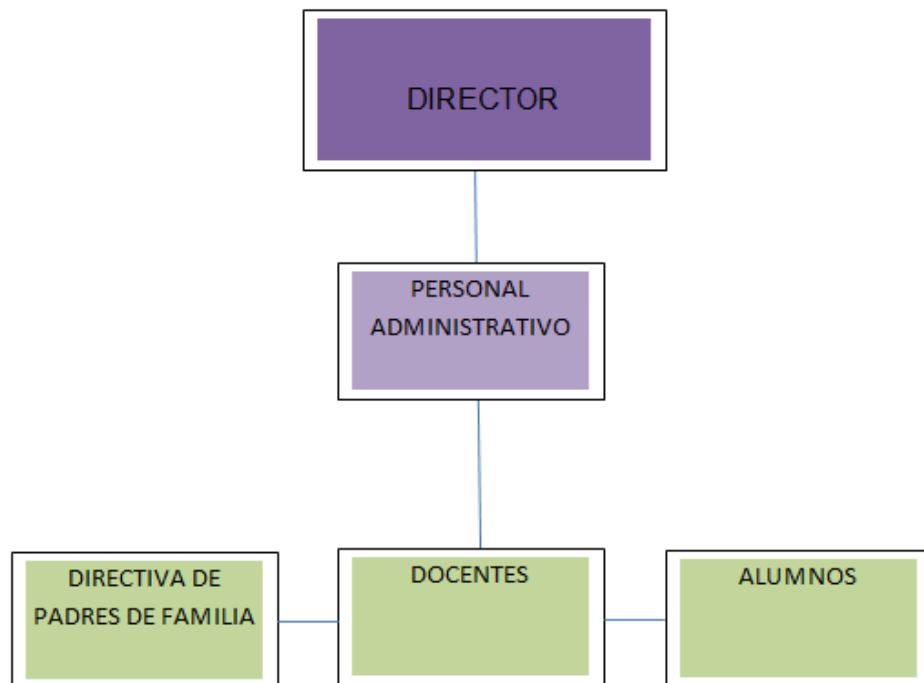 DIRECTOR
PERSONAL
ADMINISTRATIVO
DIRECTIVA DE
PADRES DE FAMILIA
DOCENTES
ALUMNOS